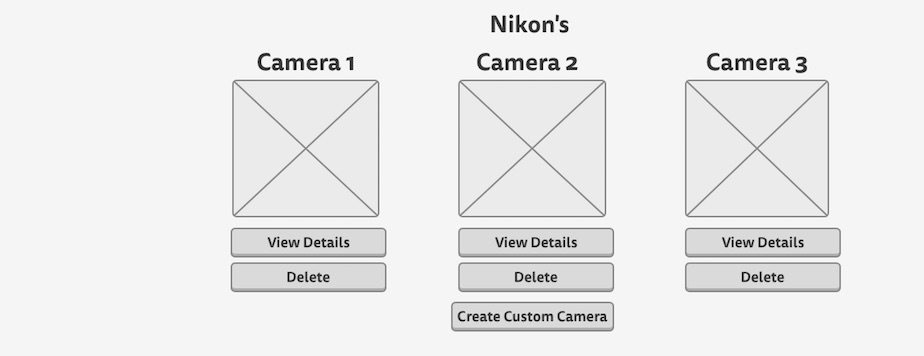 Nikon's
Camera 1 Camera 2 Camera 3
View Details View Details View Details
Delete Delete Delete
Create Custom Camera